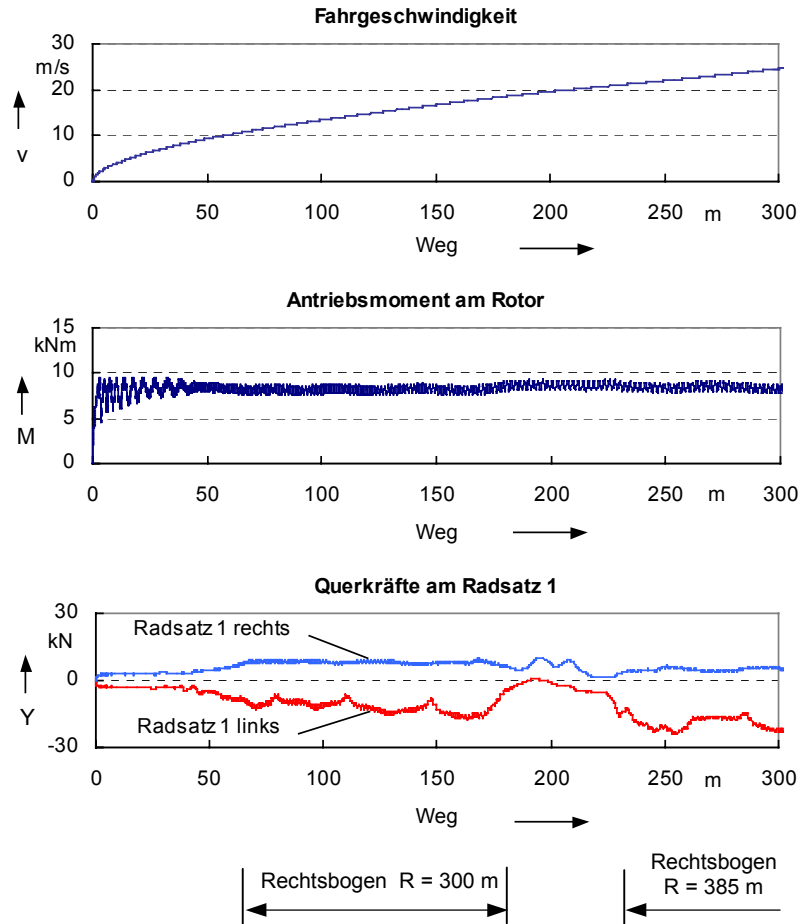 Fahrgeschwindigkeit
30
m/s
20
10
v
0
0 50 100 150 200 250 m 300
Weg
Antriebsmoment am Rotor
15
kNm
10
5
M
0
0 50 100 150 200 250 m 300
Weg
Querkräfte am Radsatz 1
30
kN
Radsatz 1 rechts
0
Y
Radsatz 1 links
-30
0 50 100 150 200 250 m 300
Weg
Rechtsbogen R = 300 m
Rechtsbogen
R = 385 m